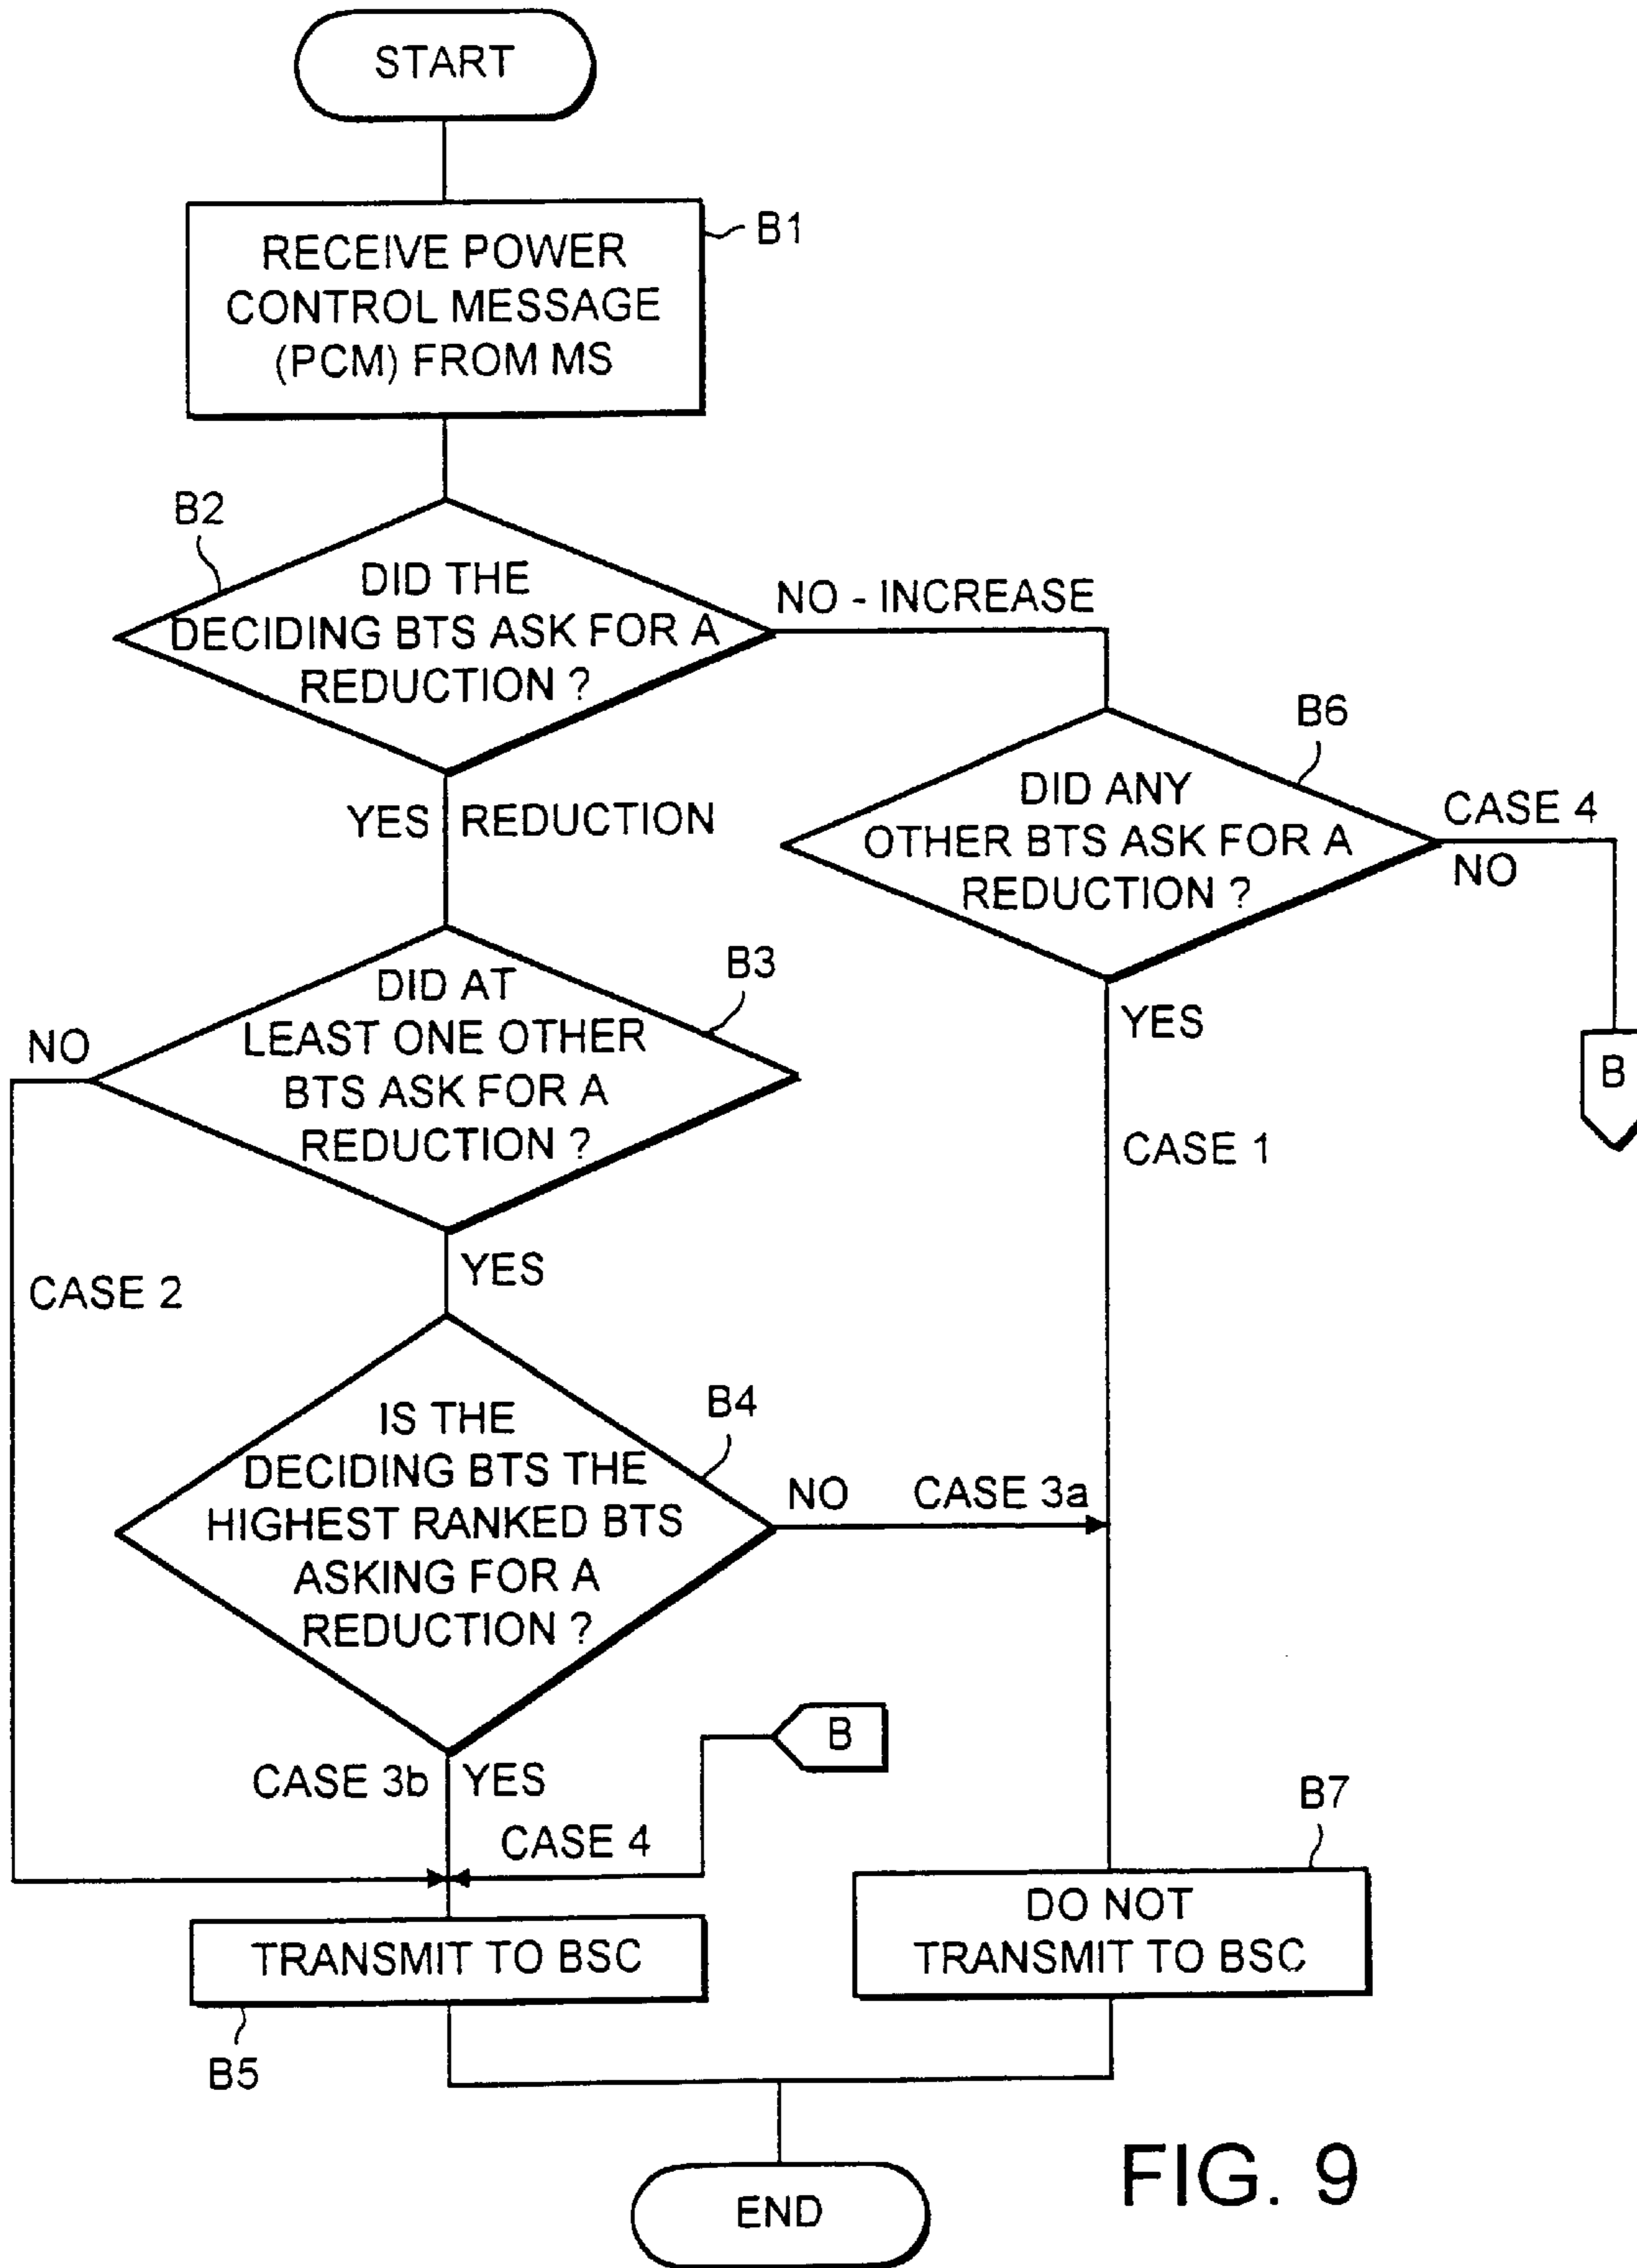 START
RECEIVE POWER
CONTROL MESSAGE
(PCM) FROM MS
B1
B2
DID THE
DECIDING BTS ASK FOR A
REDUCTION ?
NO - INCREASE
YES
REDUCTION
B6
DID ANY
OTHER BTS ASK FOR A
REDUCTION ?
CASE 4
NO
B
YES
CASE 1
B3
DID AT
LEAST ONE OTHER
BTS ASK FOR A
REDUCTION ?
NO
CASE 2
YES
B4
IS THE
DECIDING BTS THE
HIGHEST RANKED BTS
ASKING FOR A
REDUCTION ?
NO
CASE 3a
B
CASE 3b
YES
CASE 4
TRANSMIT TO BSC
B5
B7
DO NOT
TRANSMIT TO BSC
END
FIG. 9